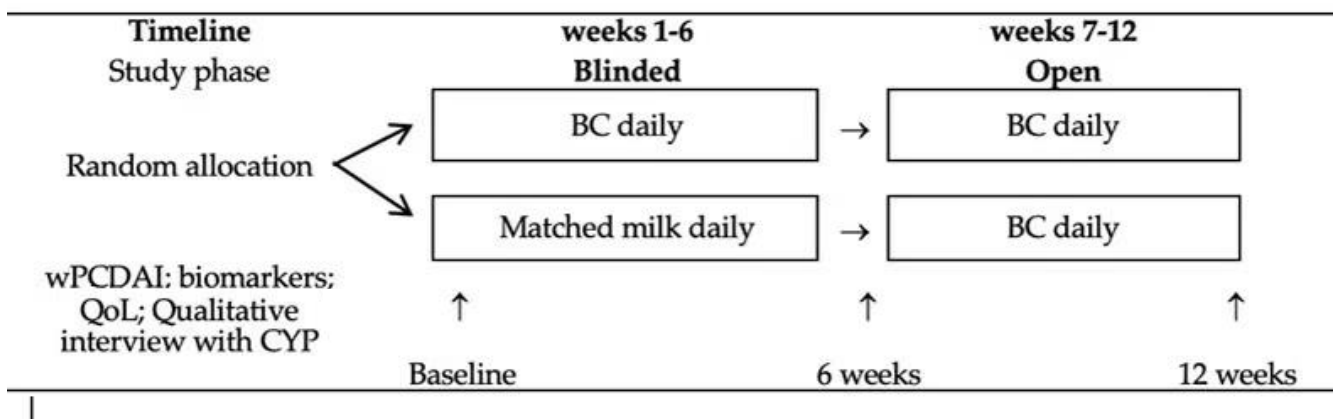 Timeline weeks 1-6 weeks 7-12
Study phase Blinded Open
BC daily → BC daily
Random allocation
Matched milk daily → BC daily
wPCDAI; biomarkers;
QoL; Qualitative
interview with CYP
↑ ↑ ↑
Baseline 6 weeks 12 weeks